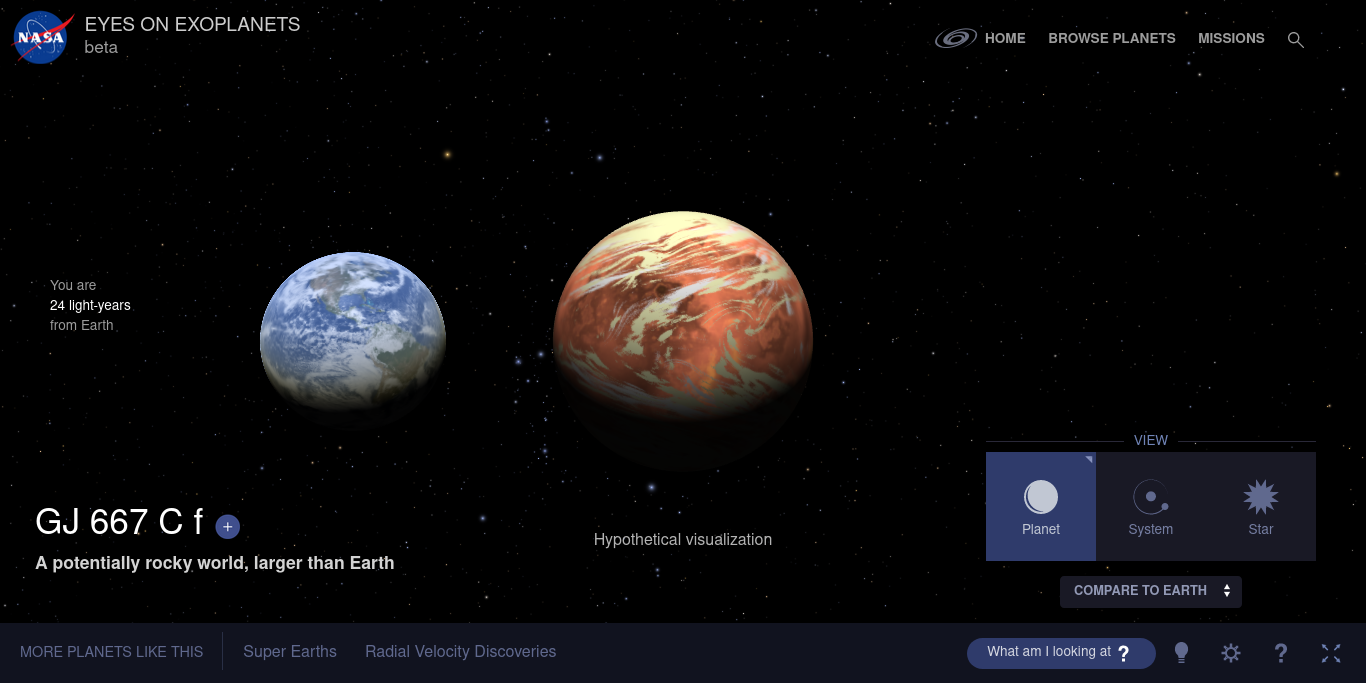 NASA
EYES ON EXOPLANETS
beta
HOME
BROWSE PLANETS
MISSIONS
You are
24 light-years
from Earth
VIEW
Planet
System
Star
GJ 667 C f +
A potentially rocky world, larger than Earth
Hypothetical visualization
COMPARE TO EARTH
MORE PLANETS LIKE THIS
Super Earths
Radial Velocity Discoveries
What am I looking at ?
?